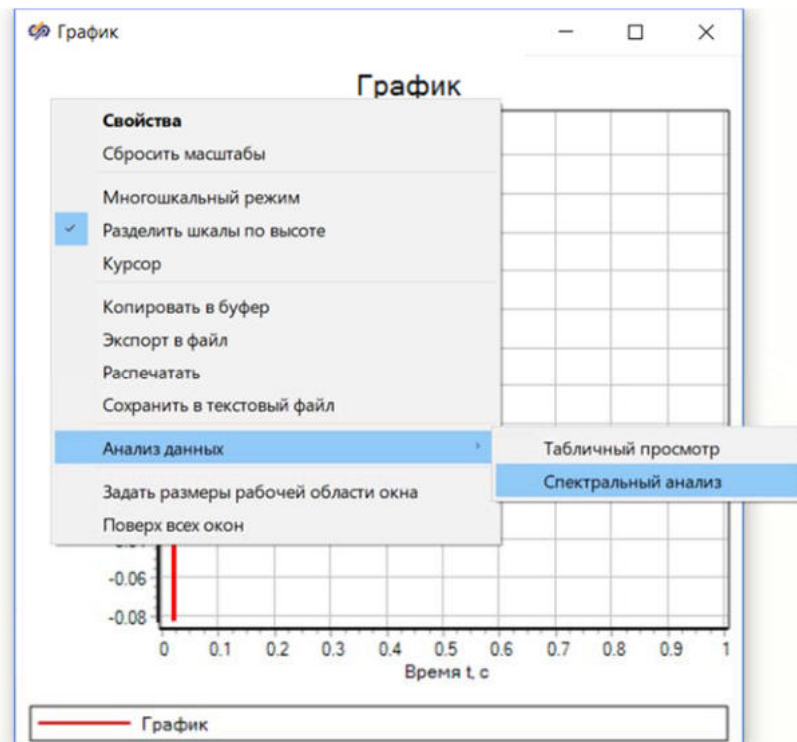 График
График
Свойства
Сбросить масштабы
Многошкальный режим
Разделить шкалы по высоте
Курсор
Копировать в буфер
Экспорт в файл
Распечатать
Сохранить в текстовый файл
Анализ данных
Табличный просмотр
Спектральный анализ
Задать размеры рабочей области окна
Поверх всех окон
-0.06
-0.08
0 0.1 0.2 0.3 0.4 0.5 0.6 0.7 0.8 0.9 1
Время t, с
График